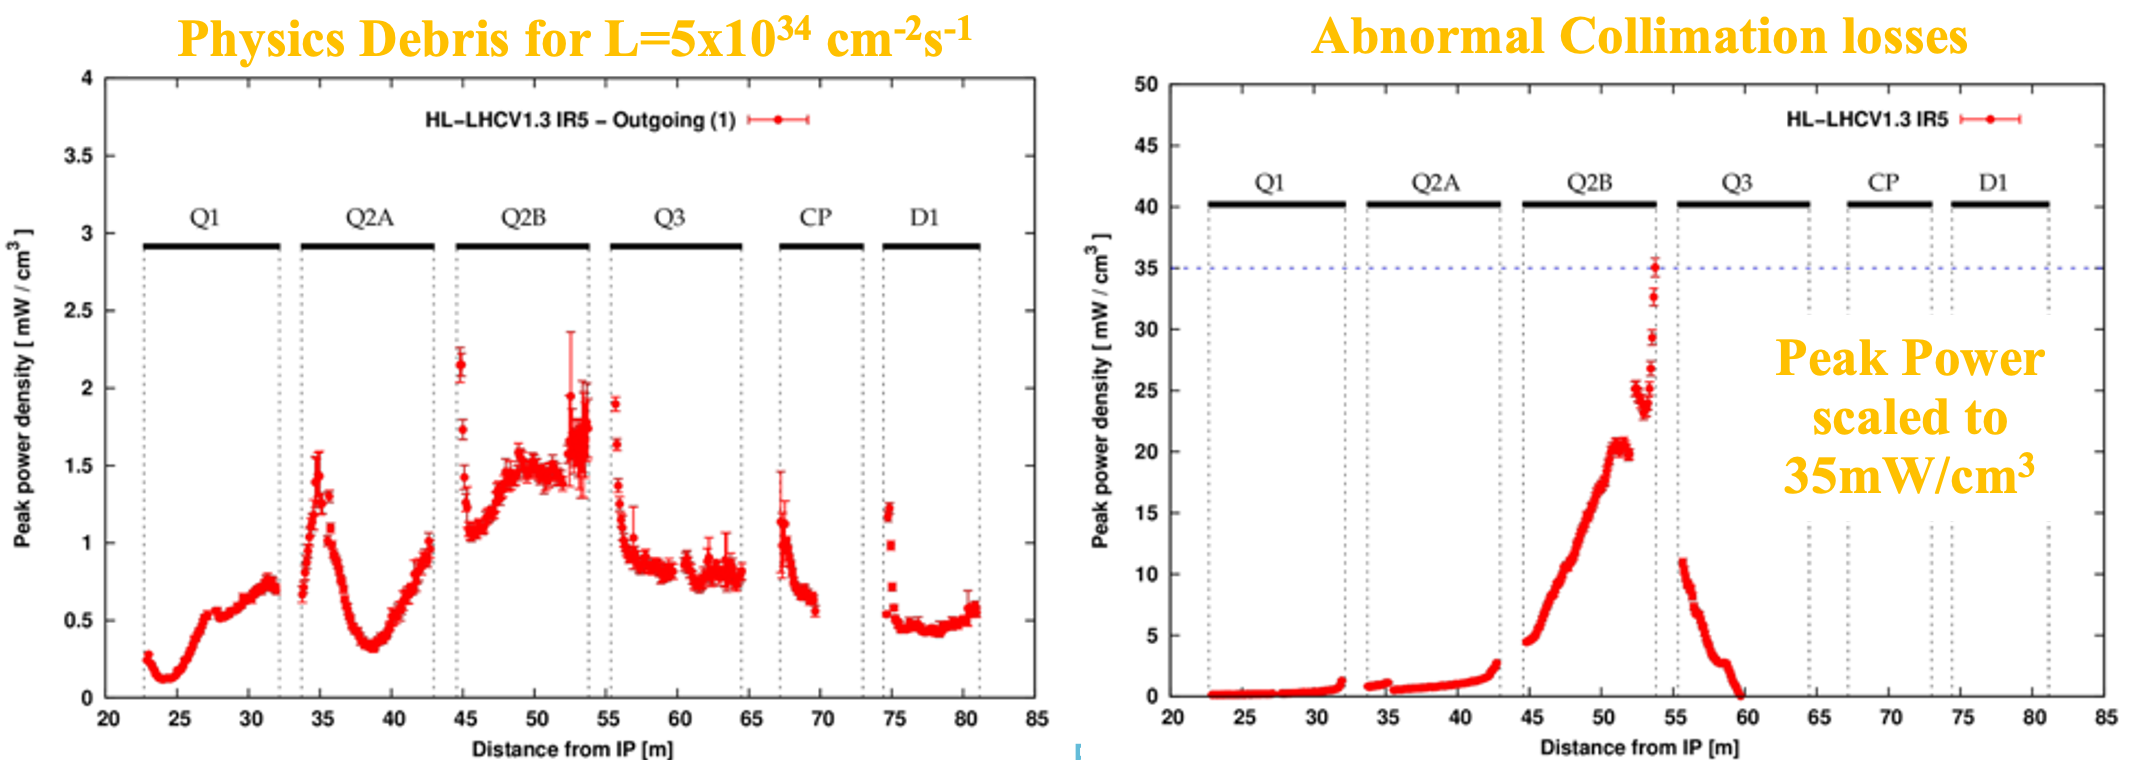 Physics Debris for L=5x10³⁴ cm⁻²s⁻¹
4
3.5
3
2.5
2
1.5
1
0.5
0
Peak power density [ mW / cm³ ]
HL−LHCV1.3 IR5 − Outgoing (1)
Q1 Q2A Q2B Q3 CP D1
20 25 30 35 40 45 50 55 60 65 70 75 80 85
Distance from IP [m]
Abnormal Collimation losses
50
45
40
35
30
25
20
15
10
5
0
Peak power density [ mW / cm³ ]
HL−LHCV1.3 IR5
Q1 Q2A Q2B Q3 CP D1
Peak Power
scaled to
35mW/cm³
20 25 30 35 40 45 50 55 60 65 70 75 80 85
Distance from IP [m]